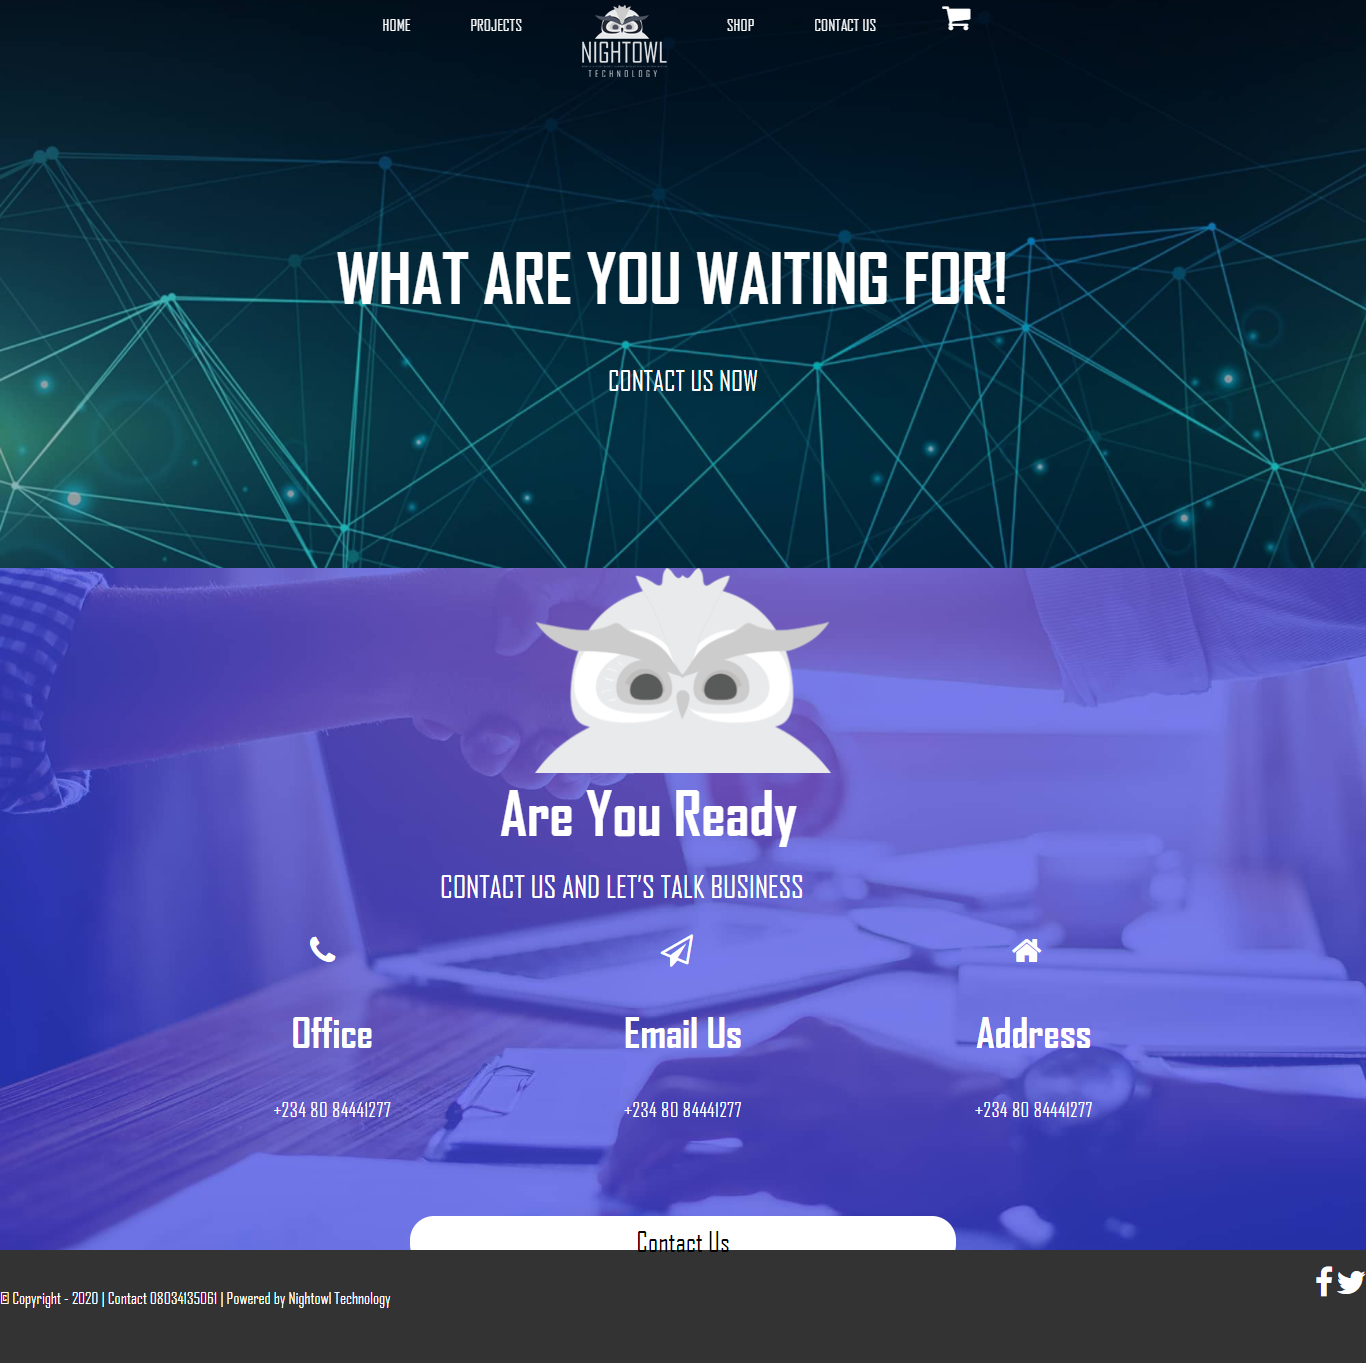 HOME PROJECTS SHOP CONTACT US
NIGHTOWL
TECHNOLOGY
WHAT ARE YOU WAITING FOR!
CONTACT US NOW
Are You Ready
CONTACT US AND LET'S TALK BUSINESS
Office Email Us Address
+234 80 84441277 +234 80 84441277 +234 80 84441277
Contact Us
© Copyright - 2020 | Contact 08034135061 | Powered by Nightowl Technology